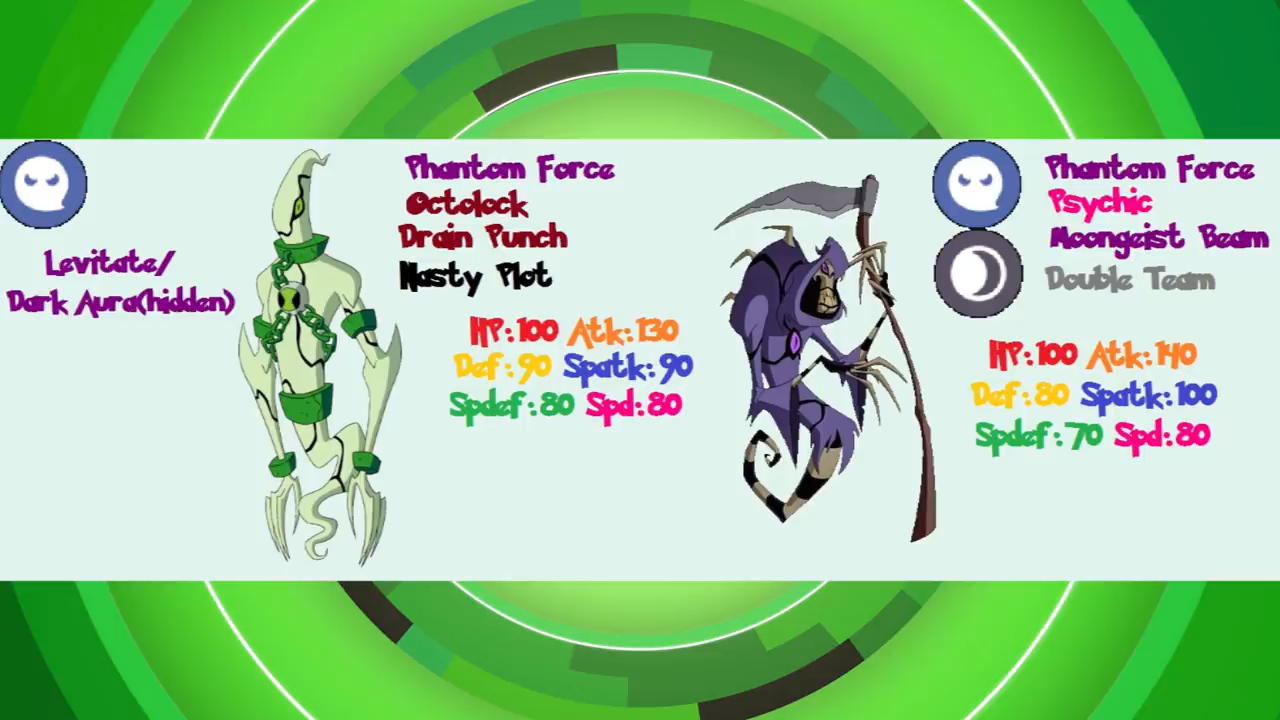 Levitate/
Dark Aura(hidden)
Phantom Force
Octolock
Drain Punch
Nasty Plot
HP:100 Atk:130
Def:90 Spatk:90
Spdef:80 Spd:80
Phantom Force
Psychic
Moongeist Beam
Double Team
HP:100 Atk:140
Def:80 Spatk:100
Spdef:70 Spd:80